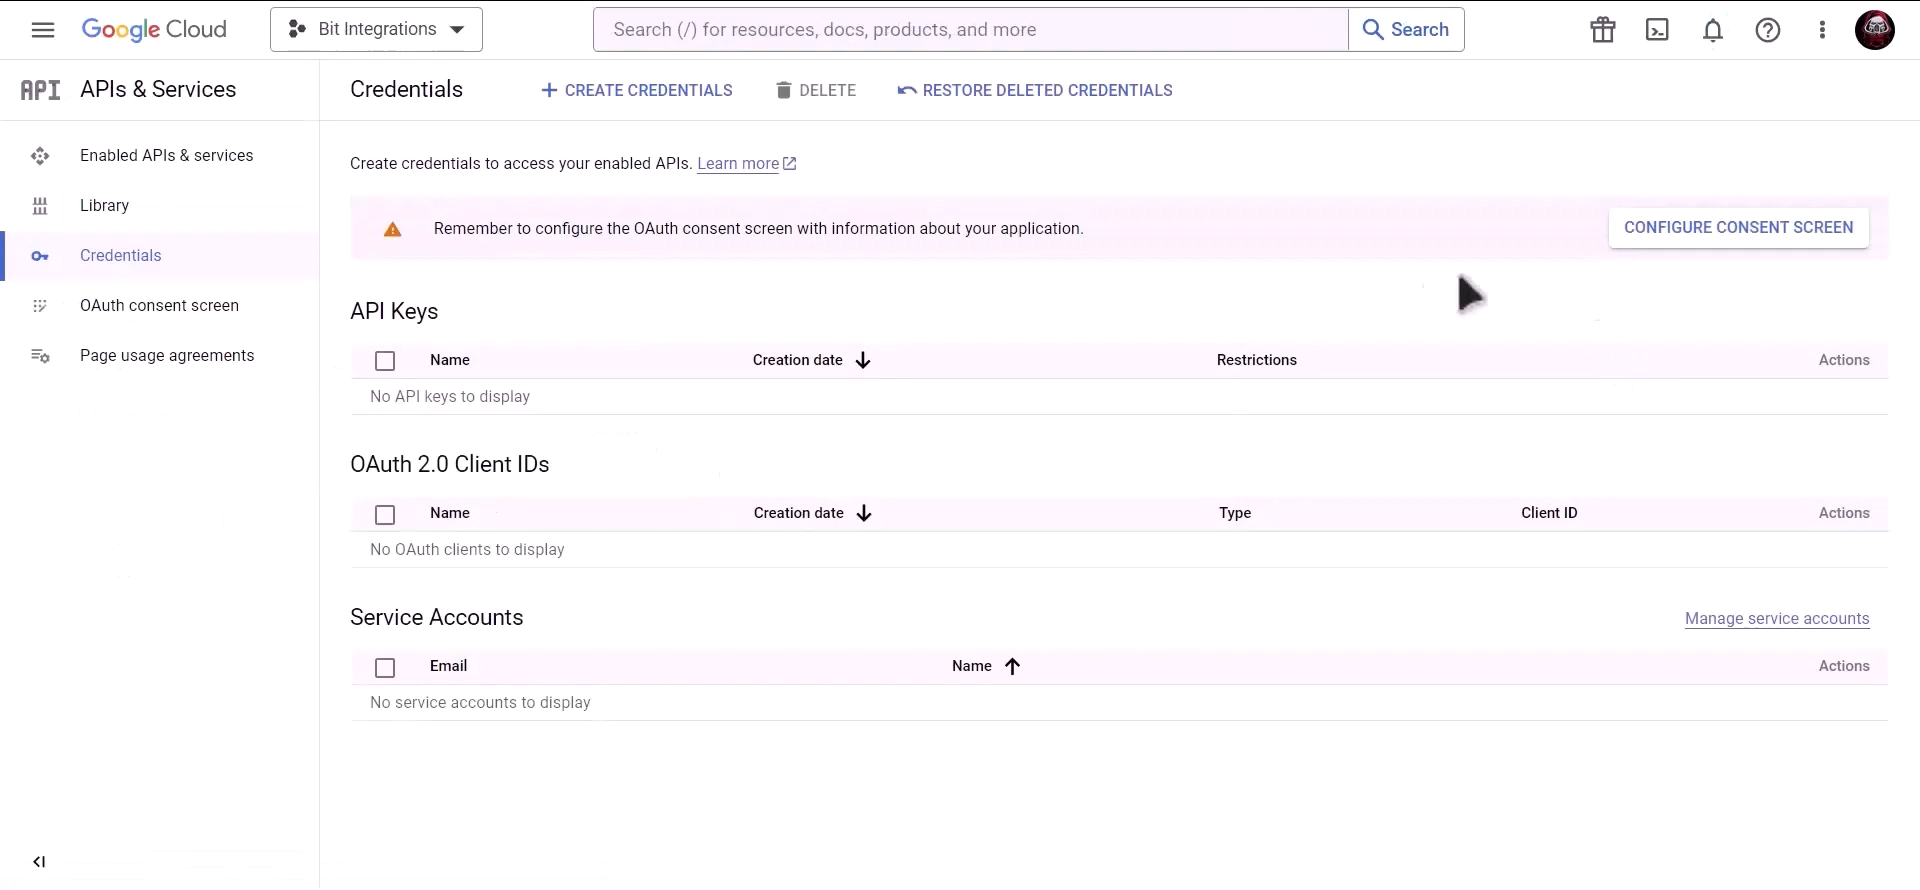 Google Cloud
Bit Integrations
Search (/) for resources, docs, products, and more
Search
API
APIs & Services
Credentials
CREATE CREDENTIALS
DELETE
RESTORE DELETED CREDENTIALS
Enabled APIs & services
Library
Credentials
OAuth consent screen
Page usage agreements
Create credentials to access your enabled APIs. Learn more
Remember to configure the OAuth consent screen with information about your application.
CONFIGURE CONSENT SCREEN
API Keys
Name Creation date Restrictions Actions
No API keys to display
OAuth 2.0 Client IDs
Name Creation date Type Client ID Actions
No OAuth clients to display
Service Accounts
Manage service accounts
Email Name Actions
No service accounts to display